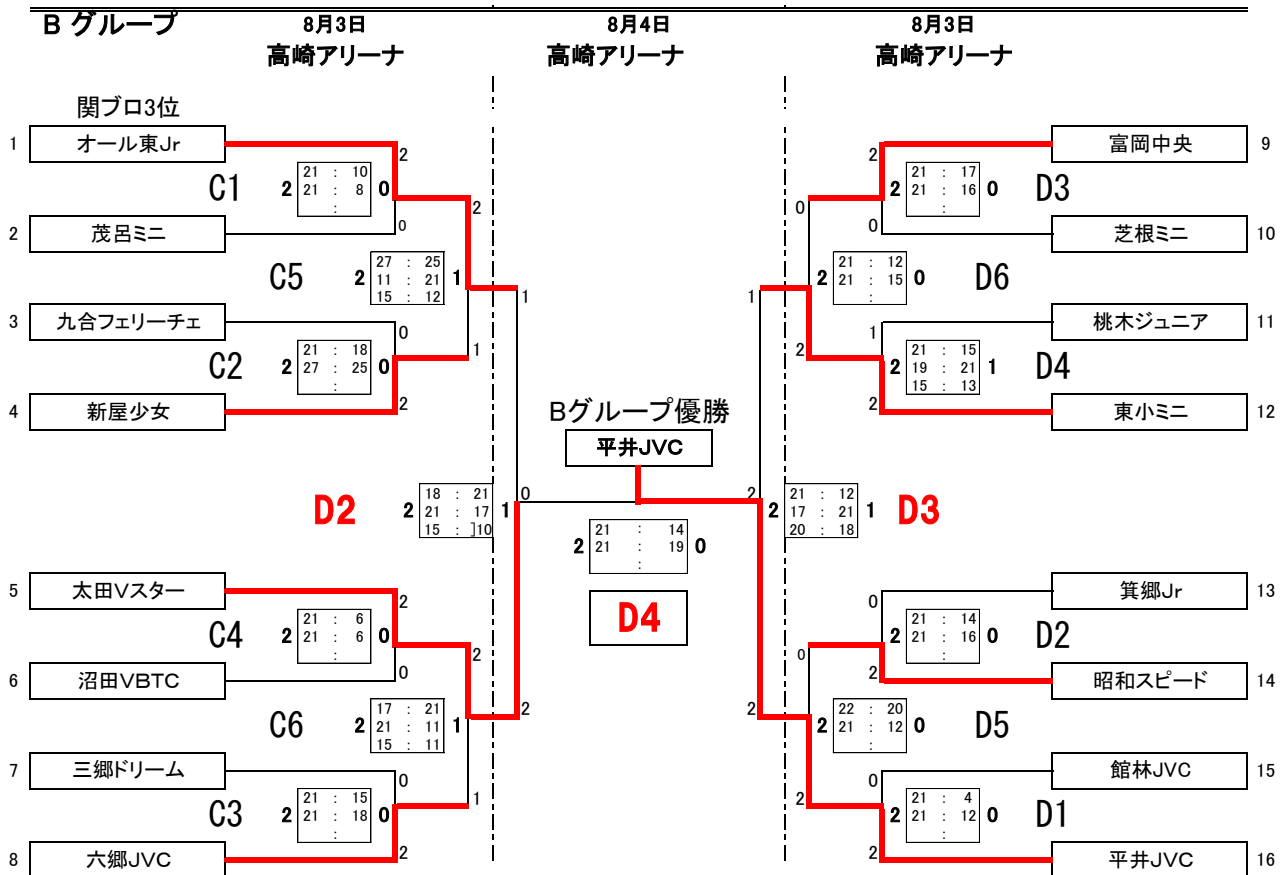 B グループ 8月3日 8月4日 8月3日
高崎アリーナ 高崎アリーナ 高崎アリーナ
関ブロ3位
1 オール東Jr 2 2 富岡中央 9
C1 2 21 : 10 0 2 21 : 17 0 D3
21 : 8 21 : 16
: :
2 2 茂呂ミニ 0 0 0 芝根ミニ 10
C5 2 27 : 25 1 2 21 : 12 0 D6
11 : 21 21 : 15
15 : 12 :
1 1
3 九合フェリーチェ 0 1 桃木ジュニア 11
C2 2 21 : 18 0 1 2 2 21 : 15 1 D4
27 : 25 19 : 21
: 15 : 13
4 新屋少女 2 2 東小ミニ 12
Bグループ優勝
平井JVC
D2 2 18 : 21 1 0 2 2 21 : 12 1 D3
21 : 17 17 : 21
15 : ]10 20 : 18
2 21 : 14 0
21 : 19
:
D4
5 太田Vスター 2 0 箕郷Jr 13
C4 2 21 : 6 0 2 21 : 14 0 D2
21 : 6 21 : 16
: :
6 沼田VBTC 0 2 0 2 昭和スピード 14
C6 2 17 : 21 1 2 2 2 22 : 20 0 D5
21 : 11 21 : 12
15 : 11 :
7 三郷ドリーム 0 0 館林JVC 15
C3 2 21 : 15 0 1 2 2 21 : 4 0 D1
21 : 18 21 : 12
: :
8 六郷JVC 2 2 平井JVC 16